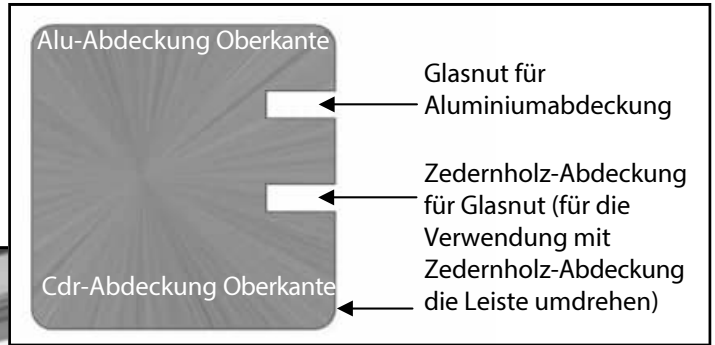 Alu-Abdeckung Oberkante
Glasnut für
Aluminiumabdeckung
Zedernholz-Abdeckung
für Glasnut (für die
Verwendung mit
Zedernholz-Abdeckung
die Leiste umdrehen)
Cdr-Abdeckung Oberkante